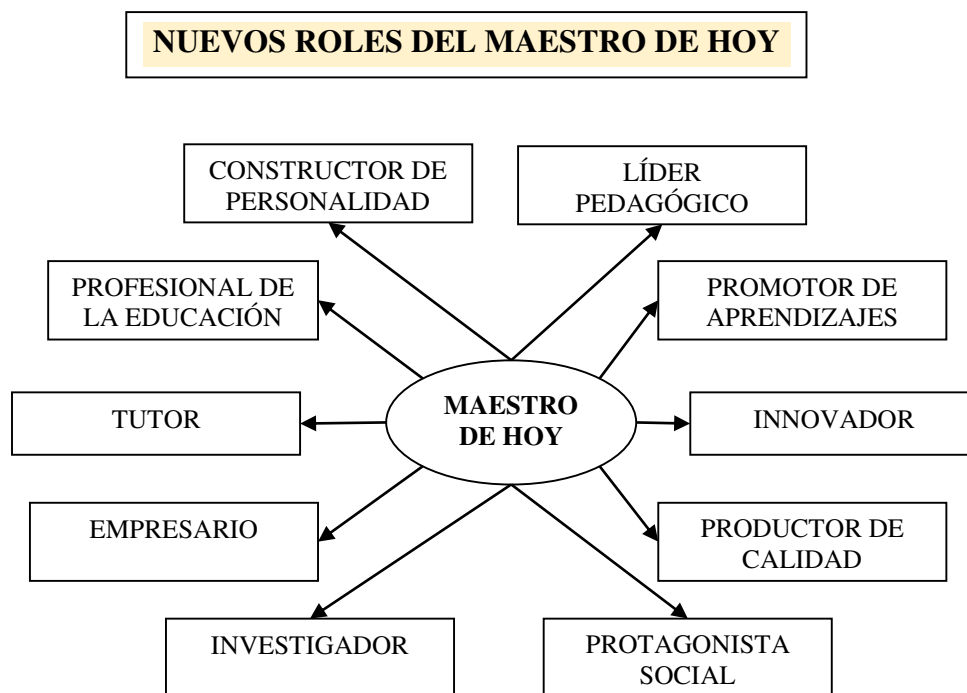 NUEVOS ROLES DEL MAESTRO DE HOY
CONSTRUCTOR DE
PERSONALIDAD
LÍDER
PEDAGÓGICO
PROFESIONAL DE
LA EDUCACIÓN
PROMOTOR DE
APRENDIZAJES
TUTOR
MAESTRO
DE HOY
INNOVADOR
EMPRESARIO
PRODUCTOR DE
CALIDAD
INVESTIGADOR
PROTAGONISTA
SOCIAL